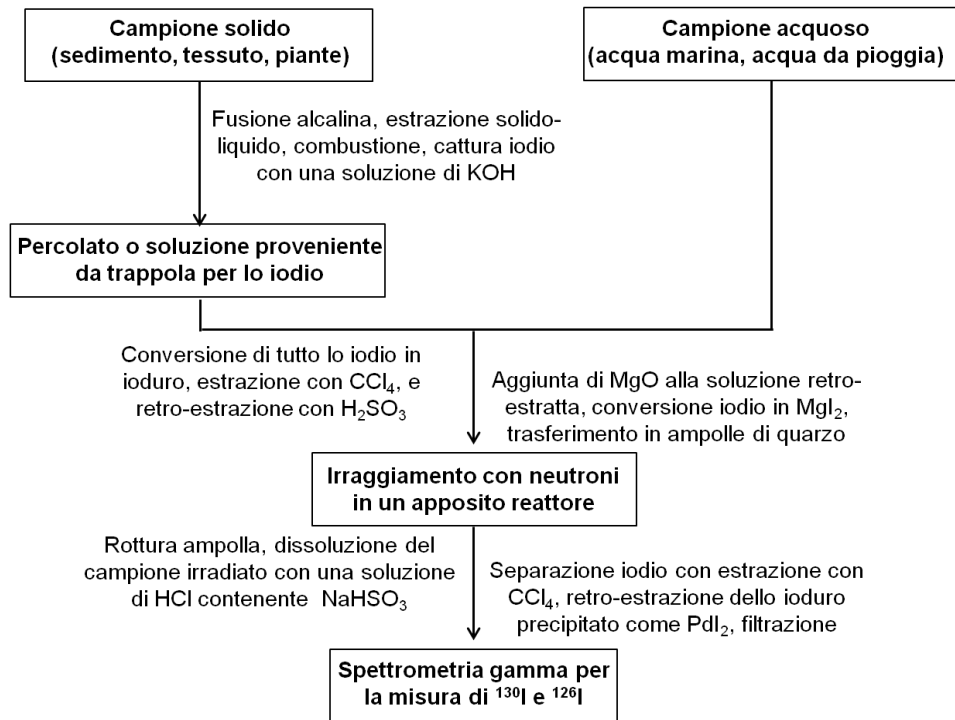 Campione solido
(sedimento, tessuto, piante)
Campione acquoso
(acqua marina, acqua da pioggia)
Fusione alcalina, estrazione solido-
liquido, combustione, cattura iodio
con una soluzione di KOH
Percolato o soluzione proveniente
da trappola per lo iodio
Conversione di tutto lo iodio in
ioduro, estrazione con CCl₄, e
retro-estrazione con H₂SO₃
Aggiunta di MgO alla soluzione retro-
estratta, conversione iodio in MgI₂,
trasferimento in ampolle di quarzo
Irraggiamento con neutroni
in un apposito reattore
Rottura ampolla, dissoluzione del
campione irradiato con una soluzione
di HCl contenente NaHSO₃
Separazione iodio con estrazione con
CCl₄, retro-estrazione dello ioduro
precipitato come PdI₂, filtrazione
Spettrometria gamma per
la misura di ¹³⁰I e ¹²⁶I